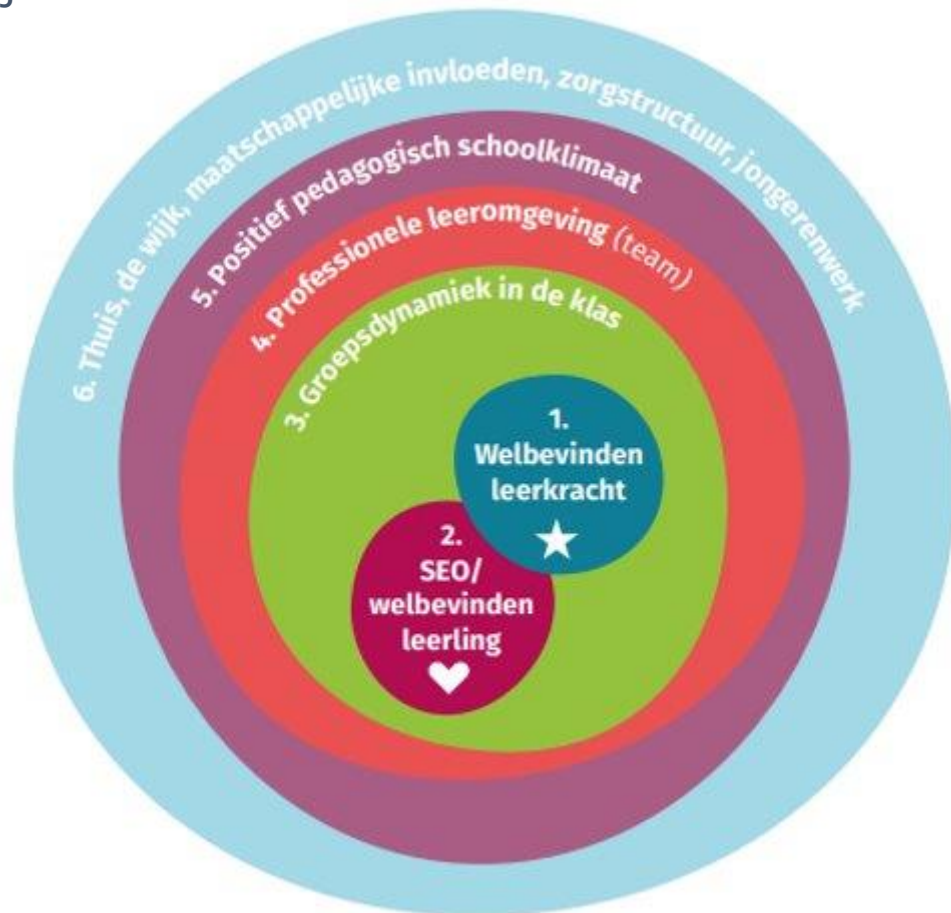 6. Thuis, de wijk, maatschappelijke invloeden, zorgstructuur, jongerenwerk
5. Positief pedagogisch schoolklimaat
4. Professionele leeromgeving (team)
3. Groepsdynamiek in de klas
1.
Welbevinden
leerkracht
2.
SEO/
welbevinden
leerling